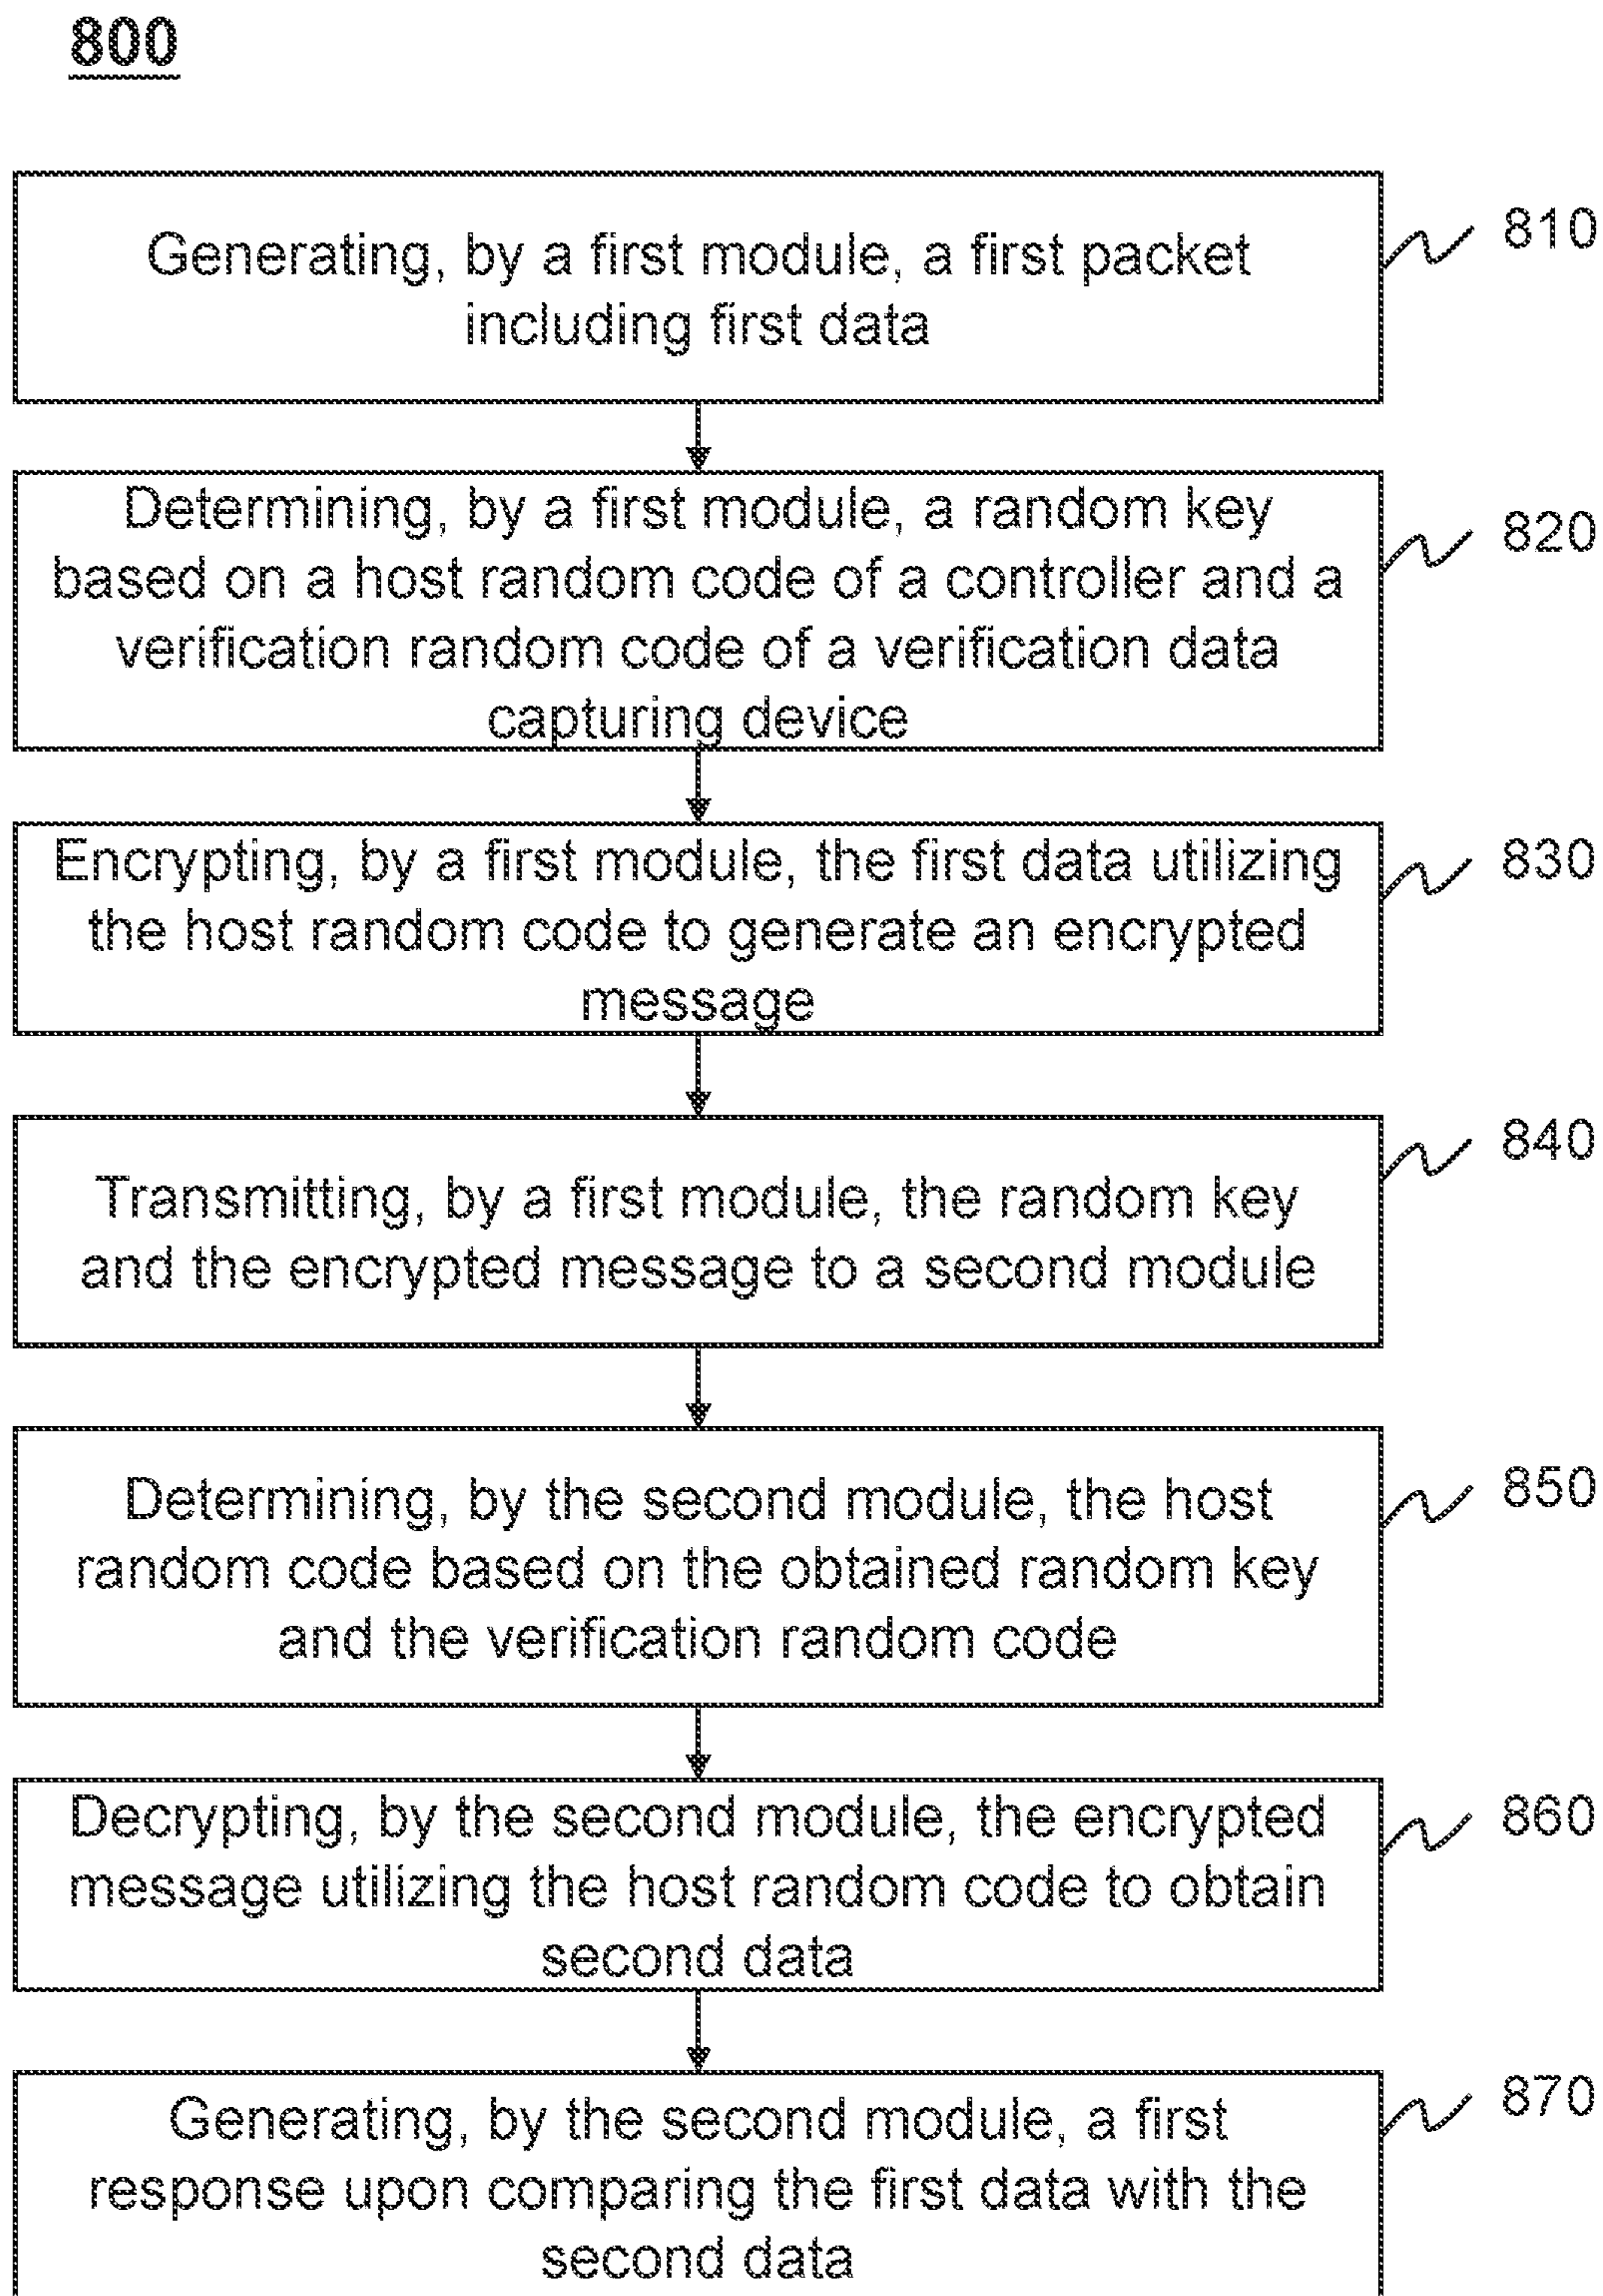 800
Generating, by a first module, a first packet
including first data
810
Determining, by a first module, a random key
based on a host random code of a controller and a
verification random code of a verification data
capturing device
820
Encrypting, by a first module, the first data utilizing
the host random code to generate an encrypted
message
830
Transmitting, by a first module, the random key
and the encrypted message to a second module
840
Determining, by the second module, the host
random code based on the obtained random key
and the verification random code
850
Decrypting, by the second module, the encrypted
message utilizing the host random code to obtain
second data
860
Generating, by the second module, a first
response upon comparing the first data with the
second data
870